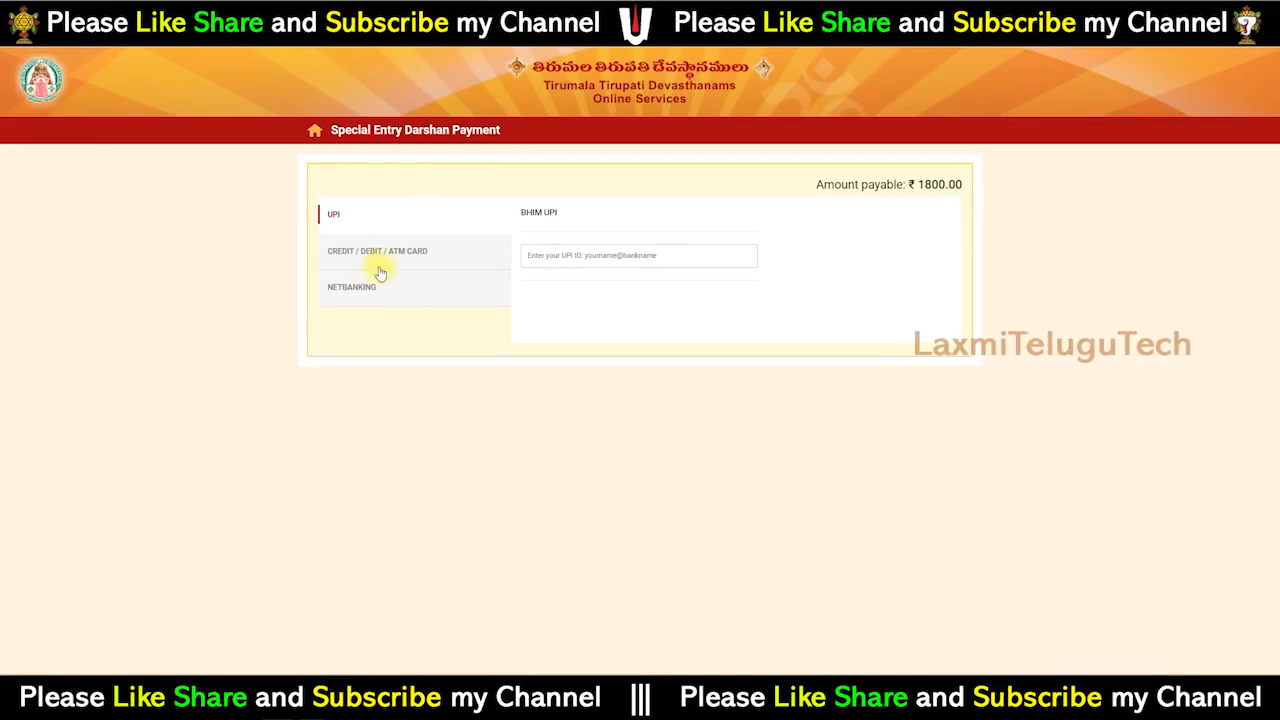 Please Like Share and Subscribe my Channel Please Like Share and Subscribe my Channel
తిరుమల తిరుపతి దేవస్థానములు
Tirumala Tirupati Devasthanams
Online Services
Special Entry Darshan Payment
Amount payable: ₹ 1800.00
UPI
BHIM UPI
CREDIT / DEBIT / ATM CARD
Enter your UPI ID: yourname@bankname
NETBANKING
LaxmiTeluguTech
Please Like Share and Subscribe my Channel ||| Please Like Share and Subscribe my Channel